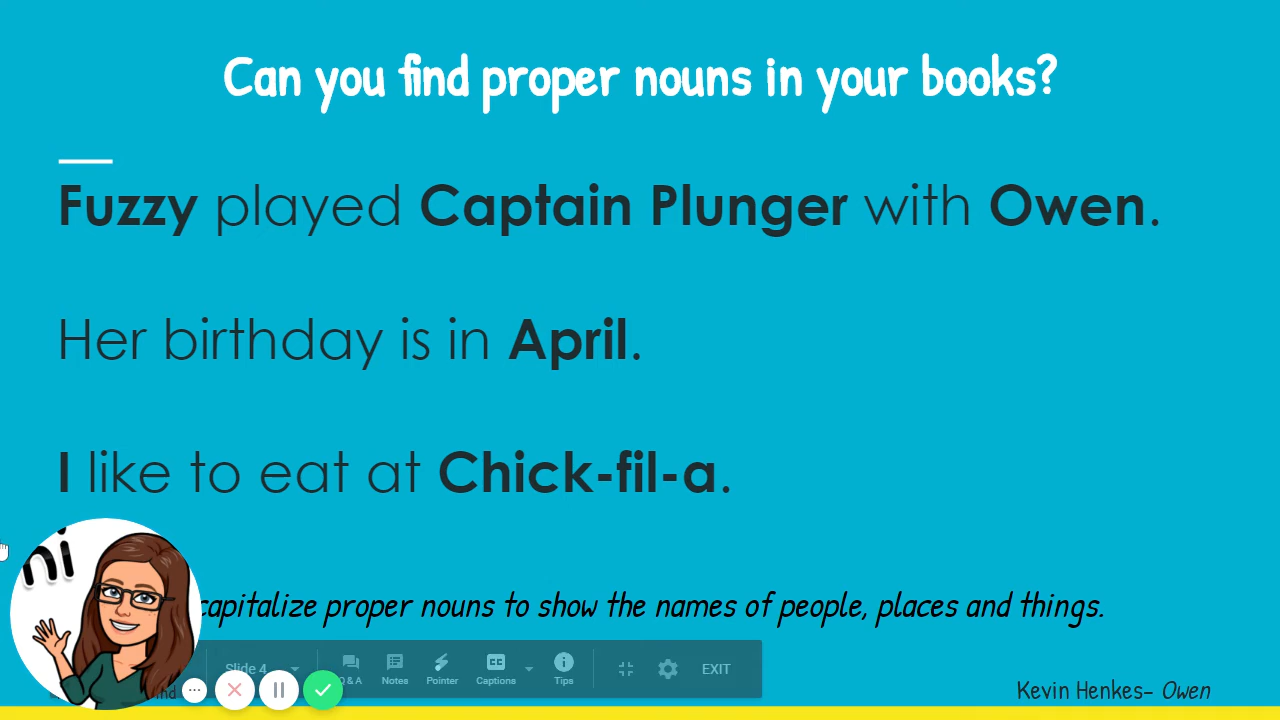 Can you find proper nouns in your books?
Fuzzy played Captain Plunger with Owen.
Her birthday is in April.
I like to eat at Chick-fil-a.
hi
capitalize proper nouns to show the names of people, places and things.
Slide 4
Q & A Notes Pointer Captions Tips EXIT
Kevin Henkes- Owen